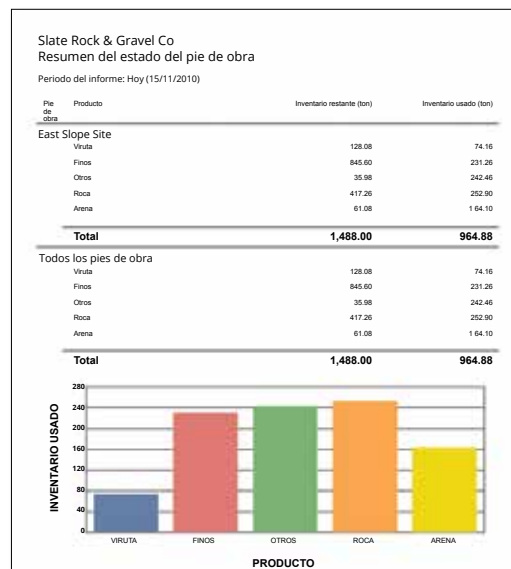 Slate Rock & Gravel Co
Resumen del estado del pie de obra
Periodo del informe: Hoy (15/11/2010)
Pie de obra Producto Inventario restante (ton) Inventario usado (ton)
East Slope Site
Viruta 128.08 74.16
Finos 845.60 231.26
Otros 35.98 242.46
Roca 417.26 252.90
Arena 61.08 1 64.10
Total 1,488.00 964.88
Todos los pies de obra
Viruta 128.08 74.16
Finos 845.60 231.26
Otros 35.98 242.46
Roca 417.26 252.90
Arena 61.08 1 64.10
Total 1,488.00 964.88
INVENTARIO USADO
280
240
200
160
120
80
40
0
VIRUTA FINOS OTROS ROCA ARENA
PRODUCTO